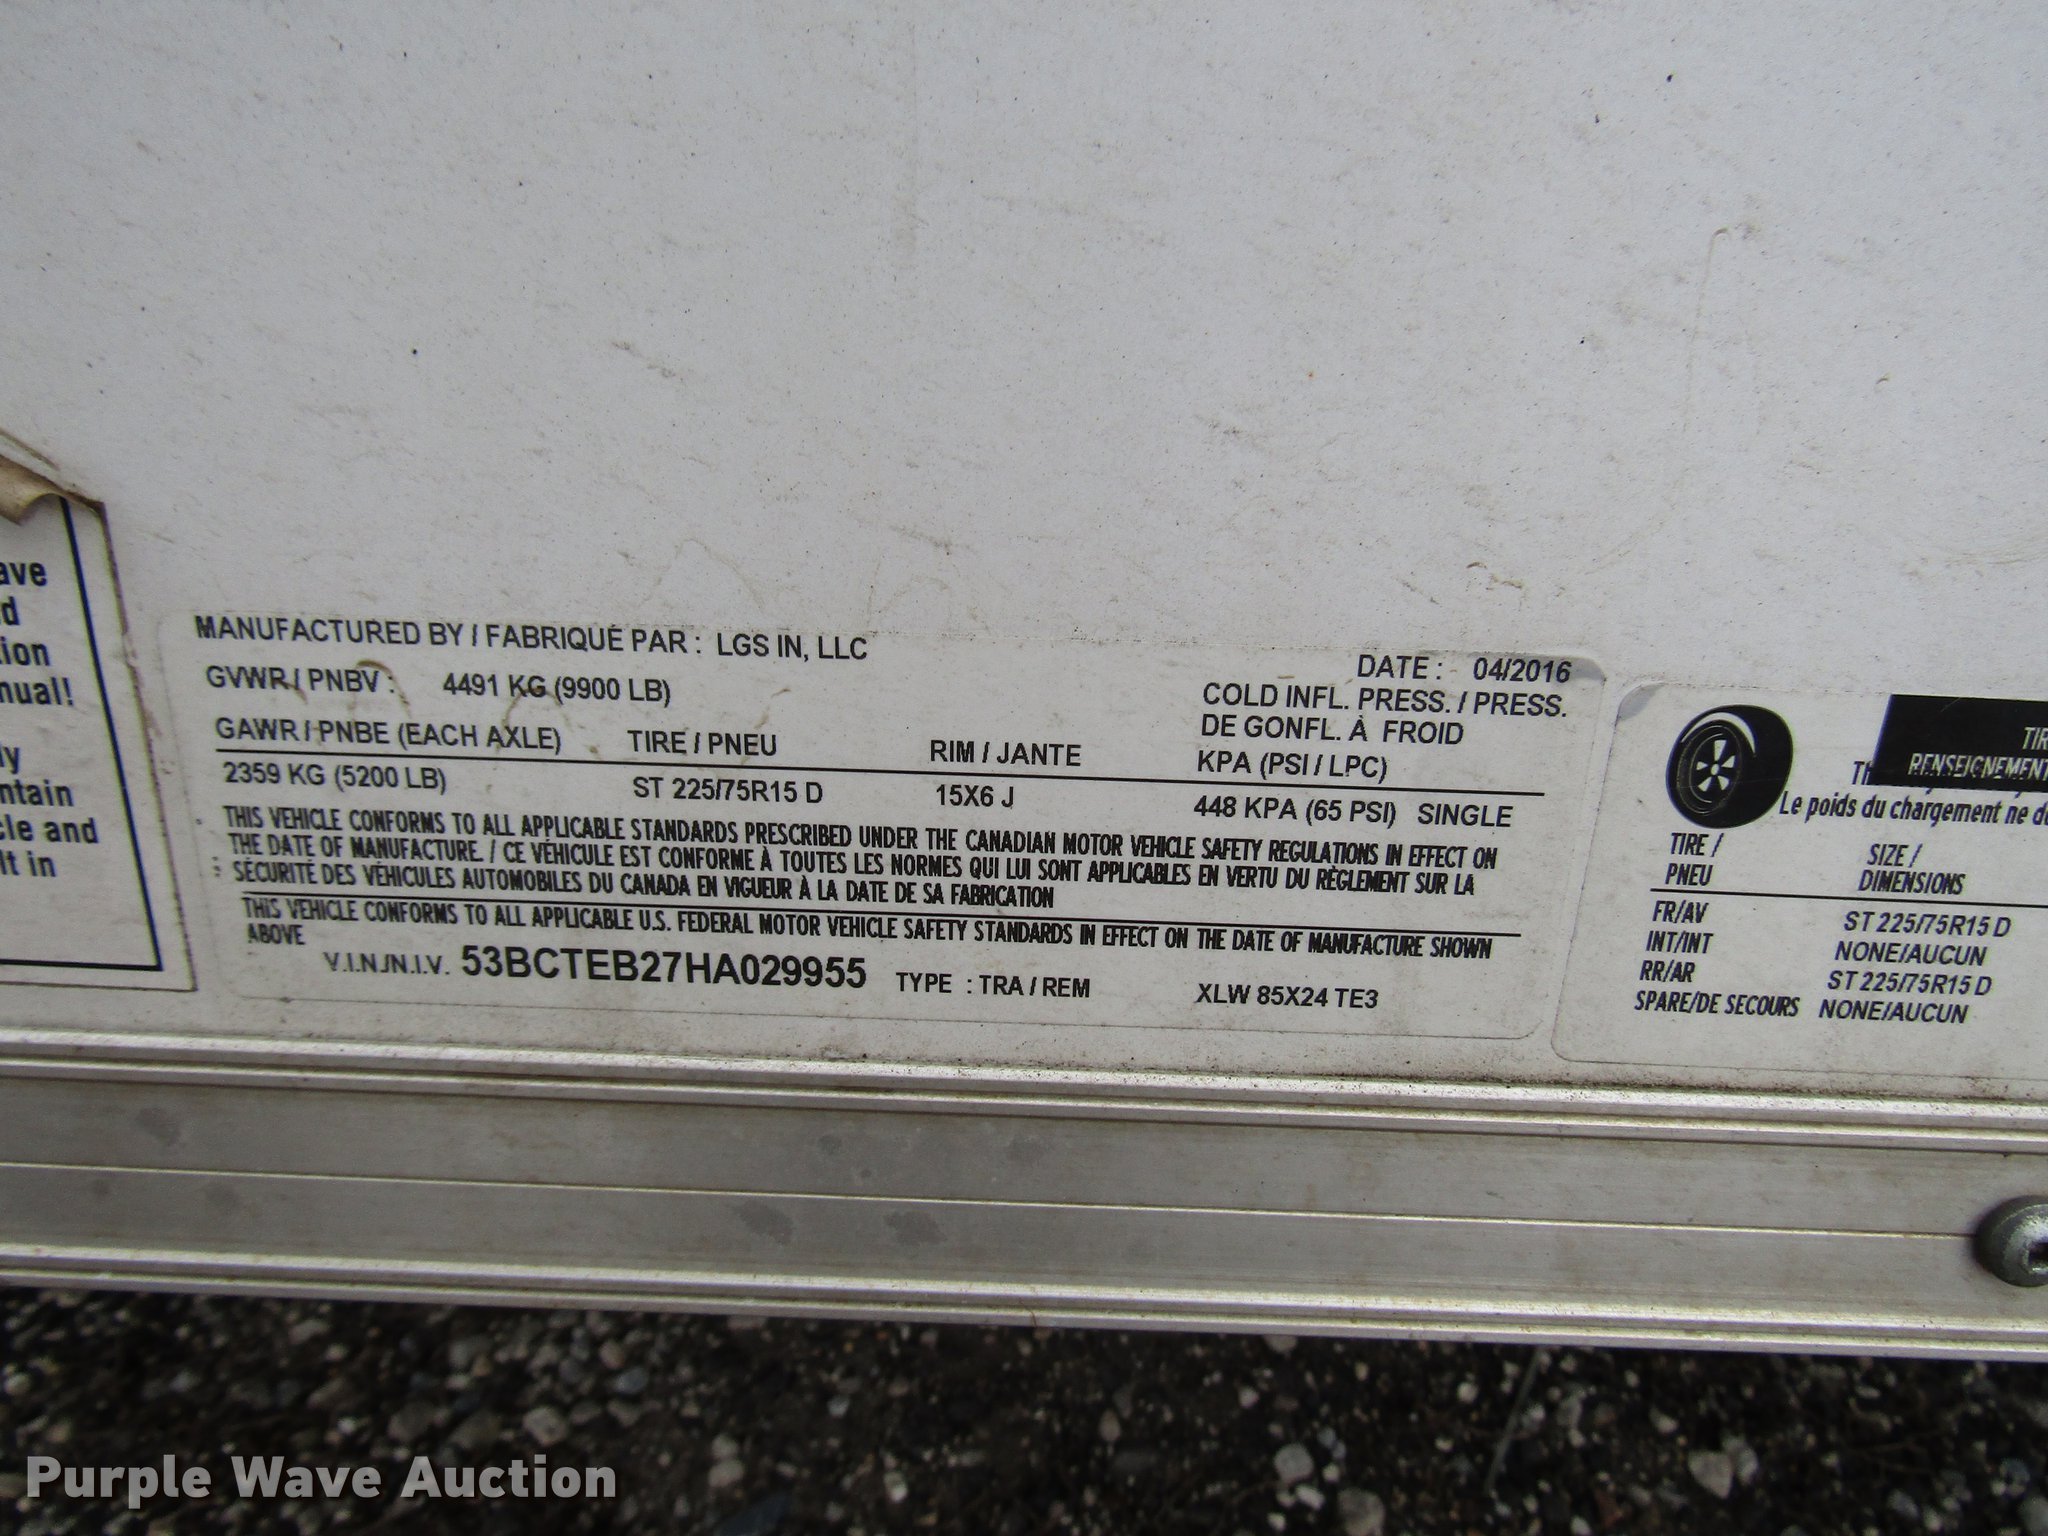 ave
d
tion
nual!
ly
ntain
cle and
lt in
MANUFACTURED BY / FABRIQUÉ PAR : LGS IN, LLC
DATE : 04/2016
GVWR / PNBV : 4491 KG (9900 LB)
COLD INFL. PRESS. / PRESS.
DE GONFL. À FROID
GAWR / PNBE (EACH AXLE) TIRE / PNEU RIM / JANTE KPA (PSI / LPC)
2359 KG (5200 LB) ST 225/75R15 D 15X6 J 448 KPA (65 PSI) SINGLE
THIS VEHICLE CONFORMS TO ALL APPLICABLE STANDARDS PRESCRIBED UNDER THE CANADIAN MOTOR VEHICLE SAFETY REGULATIONS IN EFFECT ON
THE DATE OF MANUFACTURE. / CE VÉHICULE EST CONFORME À TOUTES LES NORMES QUI LUI SONT APPLICABLES EN VERTU DU RÈGLEMENT SUR LA
SÉCURITÉ DES VÉHICULES AUTOMOBILES DU CANADA EN VIGUEUR À LA DATE DE SA FABRICATION
THIS VEHICLE CONFORMS TO ALL APPLICABLE U.S. FEDERAL MOTOR VEHICLE SAFETY STANDARDS IN EFFECT ON THE DATE OF MANUFACTURE SHOWN
ABOVE
V.I.N./N.I.V. 53BCTEB27HA029955 TYPE : TRA / REM XLW 85X24 TE3
TIR
RENSEIGNEMENT
Th
Le poids du chargement ne d
TIRE / SIZE /
PNEU DIMENSIONS
FR/AV ST 225/75R15 D
INT/INT NONE/AUCUN
RR/AR ST 225/75R15 D
SPARE/DE SECOURS NONE/AUCUN
Purple Wave Auction